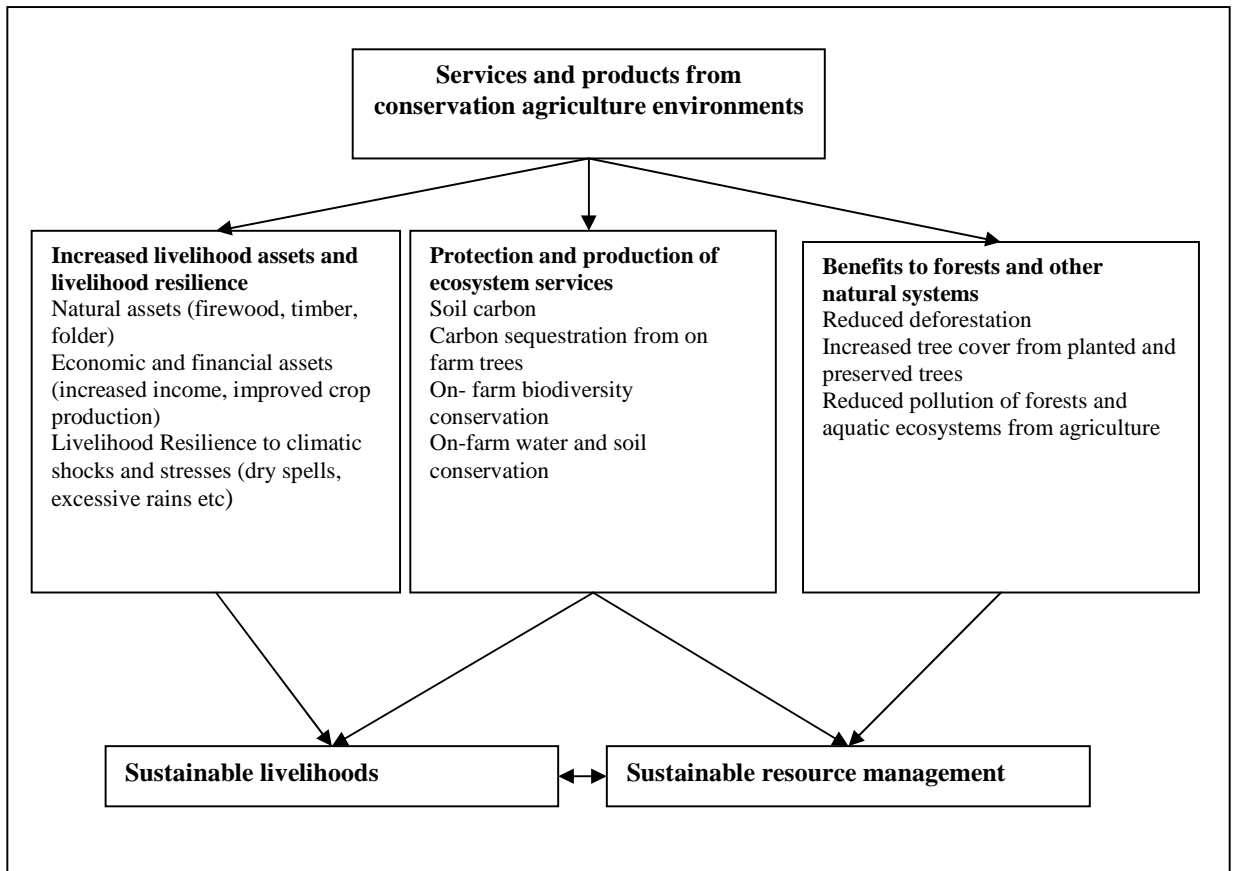 Services and products from
conservation agriculture environments
Increased livelihood assets and
livelihood resilience
Natural assets (firewood, timber,
folder)
Economic and financial assets
(increased income, improved crop
production)
Livelihood Resilience to climatic
shocks and stresses (dry spells,
excessive rains etc)
Protection and production of
ecosystem services
Soil carbon
Carbon sequestration from on
farm trees
On- farm biodiversity
conservation
On-farm water and soil
conservation
Benefits to forests and other
natural systems
Reduced deforestation
Increased tree cover from planted and
preserved trees
Reduced pollution of forests and
aquatic ecosystems from agriculture
Sustainable livelihoods
Sustainable resource management